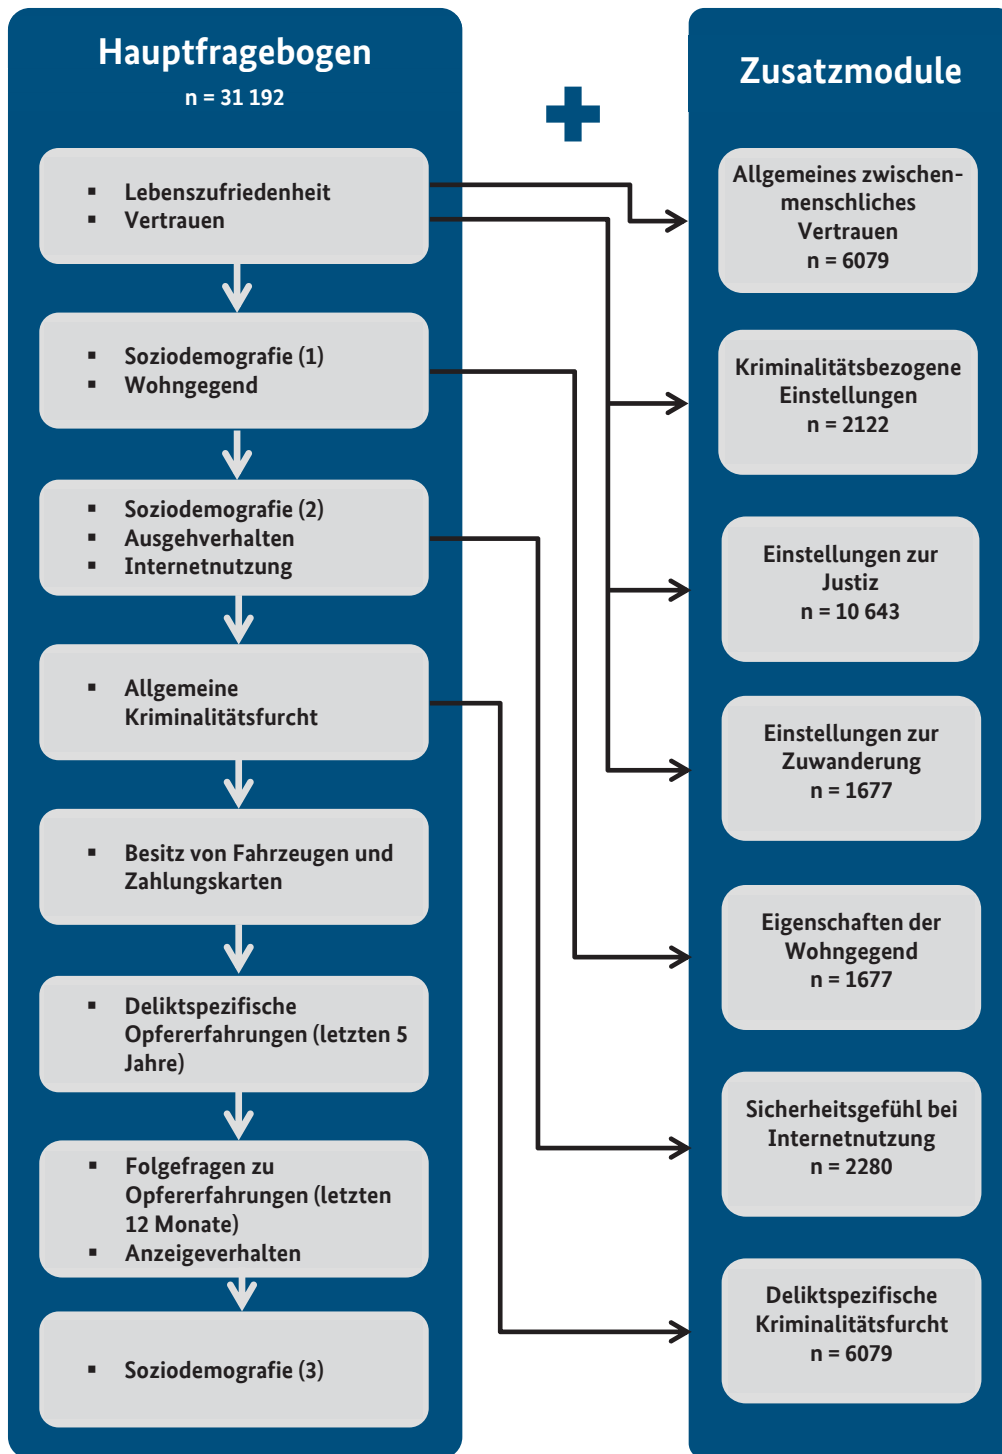 Hauptfragebogen
n = 31 192
▪ Lebenszufriedenheit
▪ Vertrauen
▪ Soziodemografie (1)
▪ Wohngegend
▪ Soziodemografie (2)
▪ Ausgehverhalten
▪ Internetnutzung
▪ Allgemeine
Kriminalitätsfurcht
▪ Besitz von Fahrzeugen und
Zahlungskarten
▪ Deliktspezifische
Opfererfahrungen (letzten 5
Jahre)
▪ Folgefragen zu
Opfererfahrungen (letzten
12 Monate)
▪ Anzeigeverhalten
▪ Soziodemografie (3)
+
Zusatzmodule
Allgemeines zwischen-
menschliches
Vertrauen
n = 6079
Kriminalitätsbezogene
Einstellungen
n = 2122
Einstellungen zur
Justiz
n = 10 643
Einstellungen zur
Zuwanderung
n = 1677
Eigenschaften der
Wohngegend
n = 1677
Sicherheitsgefühl bei
Internetnutzung
n = 2280
Deliktspezifische
Kriminalitätsfurcht
n = 6079